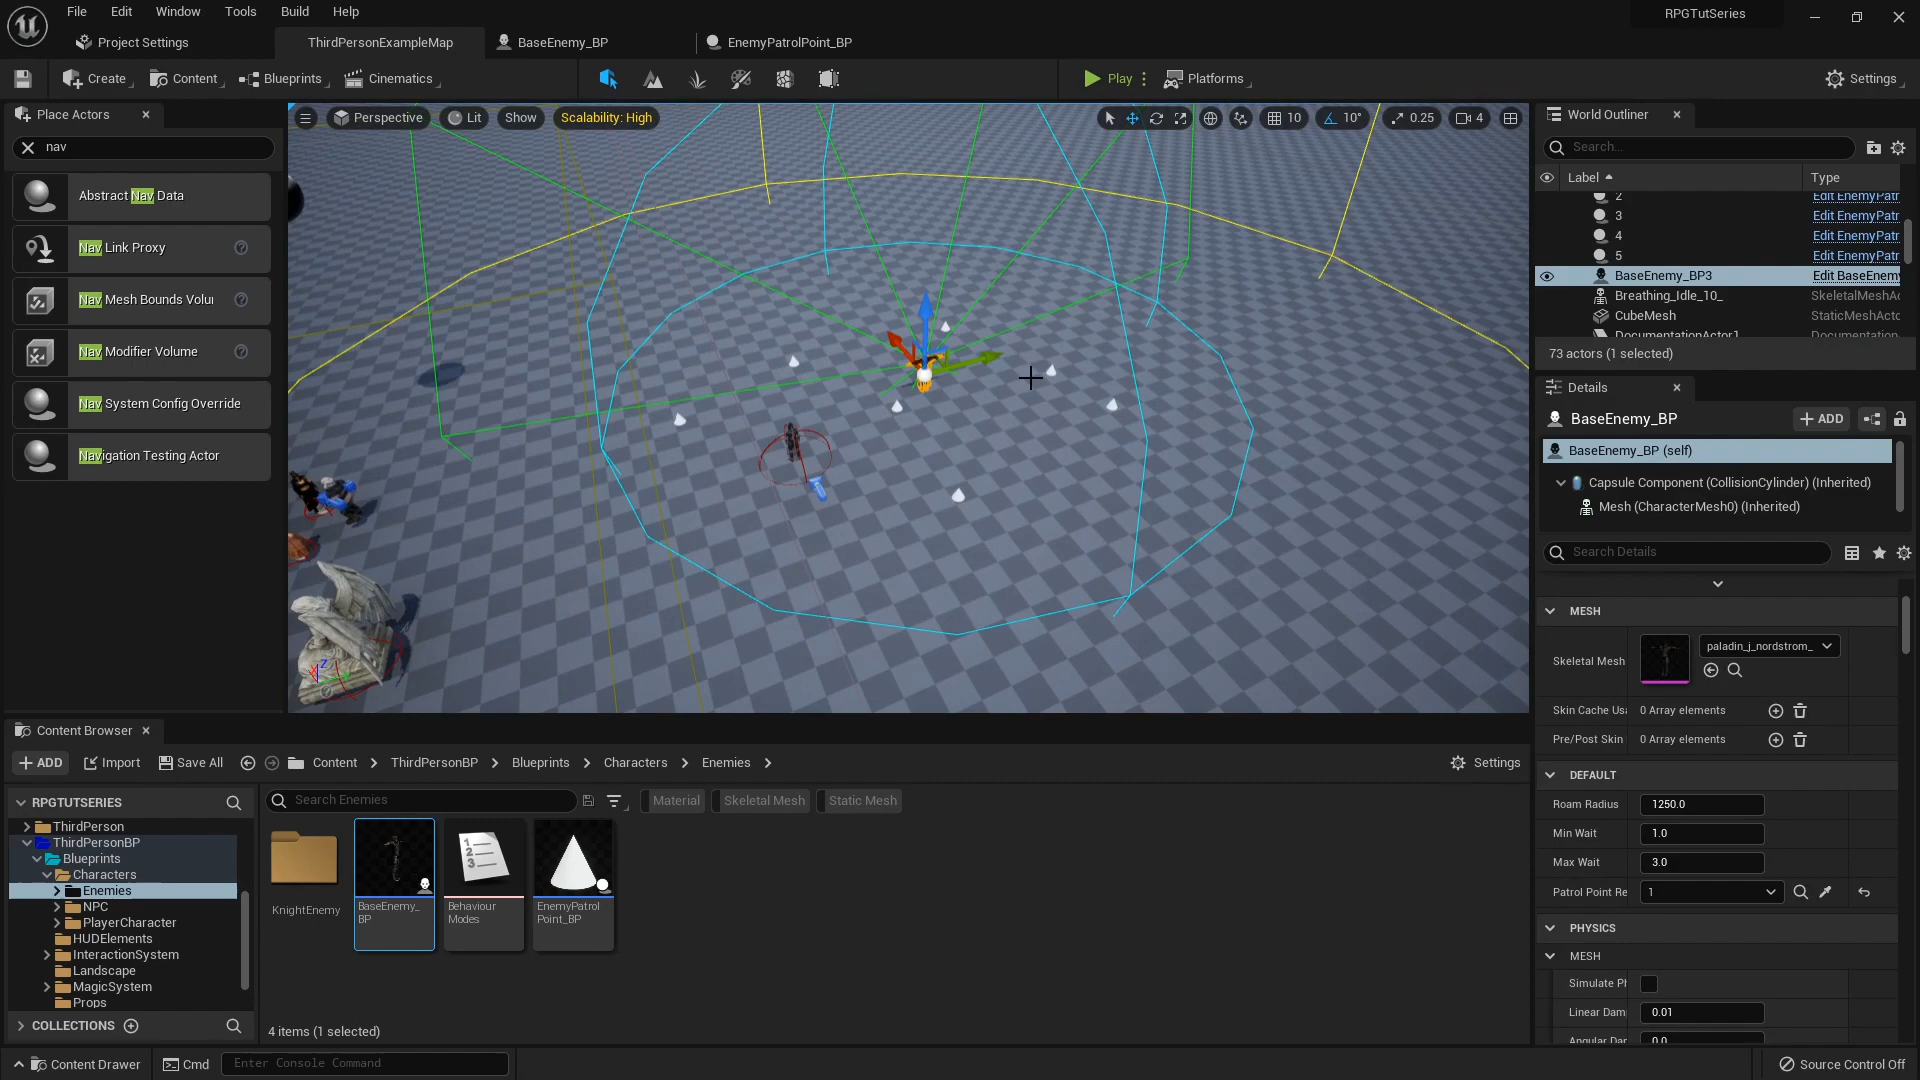 File Edit Window Tools Build Help
RPGTutSeries
Project Settings
ThirdPersonExampleMap
BaseEnemy_BP
EnemyPatrolPoint_BP
Create
Content
Blueprints
Cinematics
Play
Platforms
Settings
Place Actors
nav
Abstract Nav Data
Nav Link Proxy
Nav Mesh Bounds Volu
Nav Modifier Volume
Nav System Config Override
Navigation Testing Actor
Perspective
Lit
Show
Scalability: High
10
10°
0.25
4
World Outliner
Search...
Label
Type
2 Edit EnemyPatr
3 Edit EnemyPatr
4 Edit EnemyPatr
5 Edit EnemyPatr
BaseEnemy_BP3 Edit BaseEnemy
Breathing_Idle_10_ SkeletalMeshAc
CubeMesh StaticMeshActo
DocumentationActor1 Documentation
73 actors (1 selected)
Details
BaseEnemy_BP
ADD
BaseEnemy_BP (self)
Capsule Component (CollisionCylinder) (Inherited)
Mesh (CharacterMesh0) (Inherited)
Search Details
MESH
Skeletal Mesh
paladin_j_nordstrom_
Skin Cache Usa 0 Array elements
Pre/Post Skin 0 Array elements
DEFAULT
Roam Radius 1250.0
Min Wait 1.0
Max Wait 3.0
Patrol Point Re 1
PHYSICS
MESH
Simulate Ph
Linear Dam 0.01
Angular Dar 0.0
Content Browser
ADD
Import
Save All
Content
ThirdPersonBP
Blueprints
Characters
Enemies
Settings
RPGTUTSERIES
ThirdPerson
ThirdPersonBP
Blueprints
Characters
Enemies
NPC
PlayerCharacter
HUDElements
InteractionSystem
Landscape
MagicSystem
Props
COLLECTIONS
Search Enemies
Material
Skeletal Mesh
Static Mesh
KnightEnemy
BaseEnemy_
BP
Behaviour
Modes
EnemyPatrol
Point_BP
4 items (1 selected)
Content Drawer
Cmd
Enter Console Command
Source Control Off